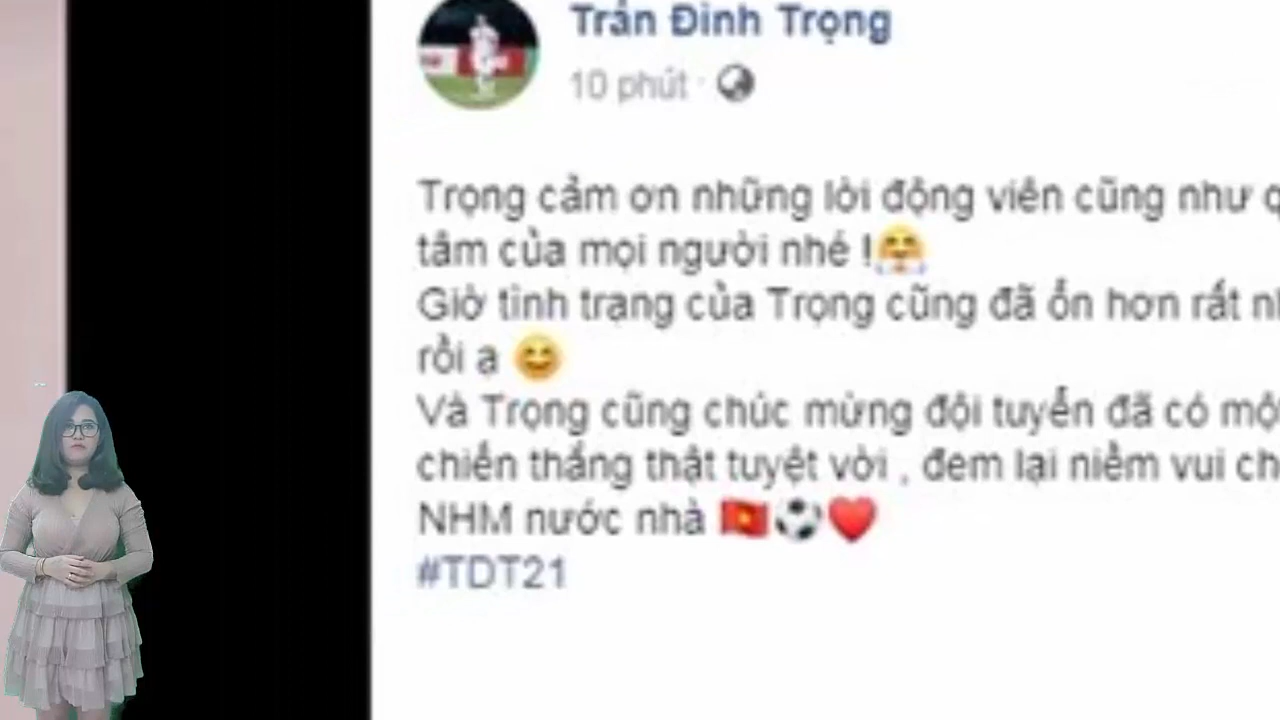 Trần Đình Trọng
10 phút ·
Trọng cảm ơn những lời động viên cũng như
tâm của mọi người nhé !🤗
Giờ tình trạng của Trọng cũng đã ổn hơn rất
rồi ạ 😊
Và Trọng cũng chúc mừng đội tuyển đã có
chiến thắng thật tuyệt vời , đem lại niềm vui
NHM nước nhà 🇻🇳⚽❤️
#TDT21